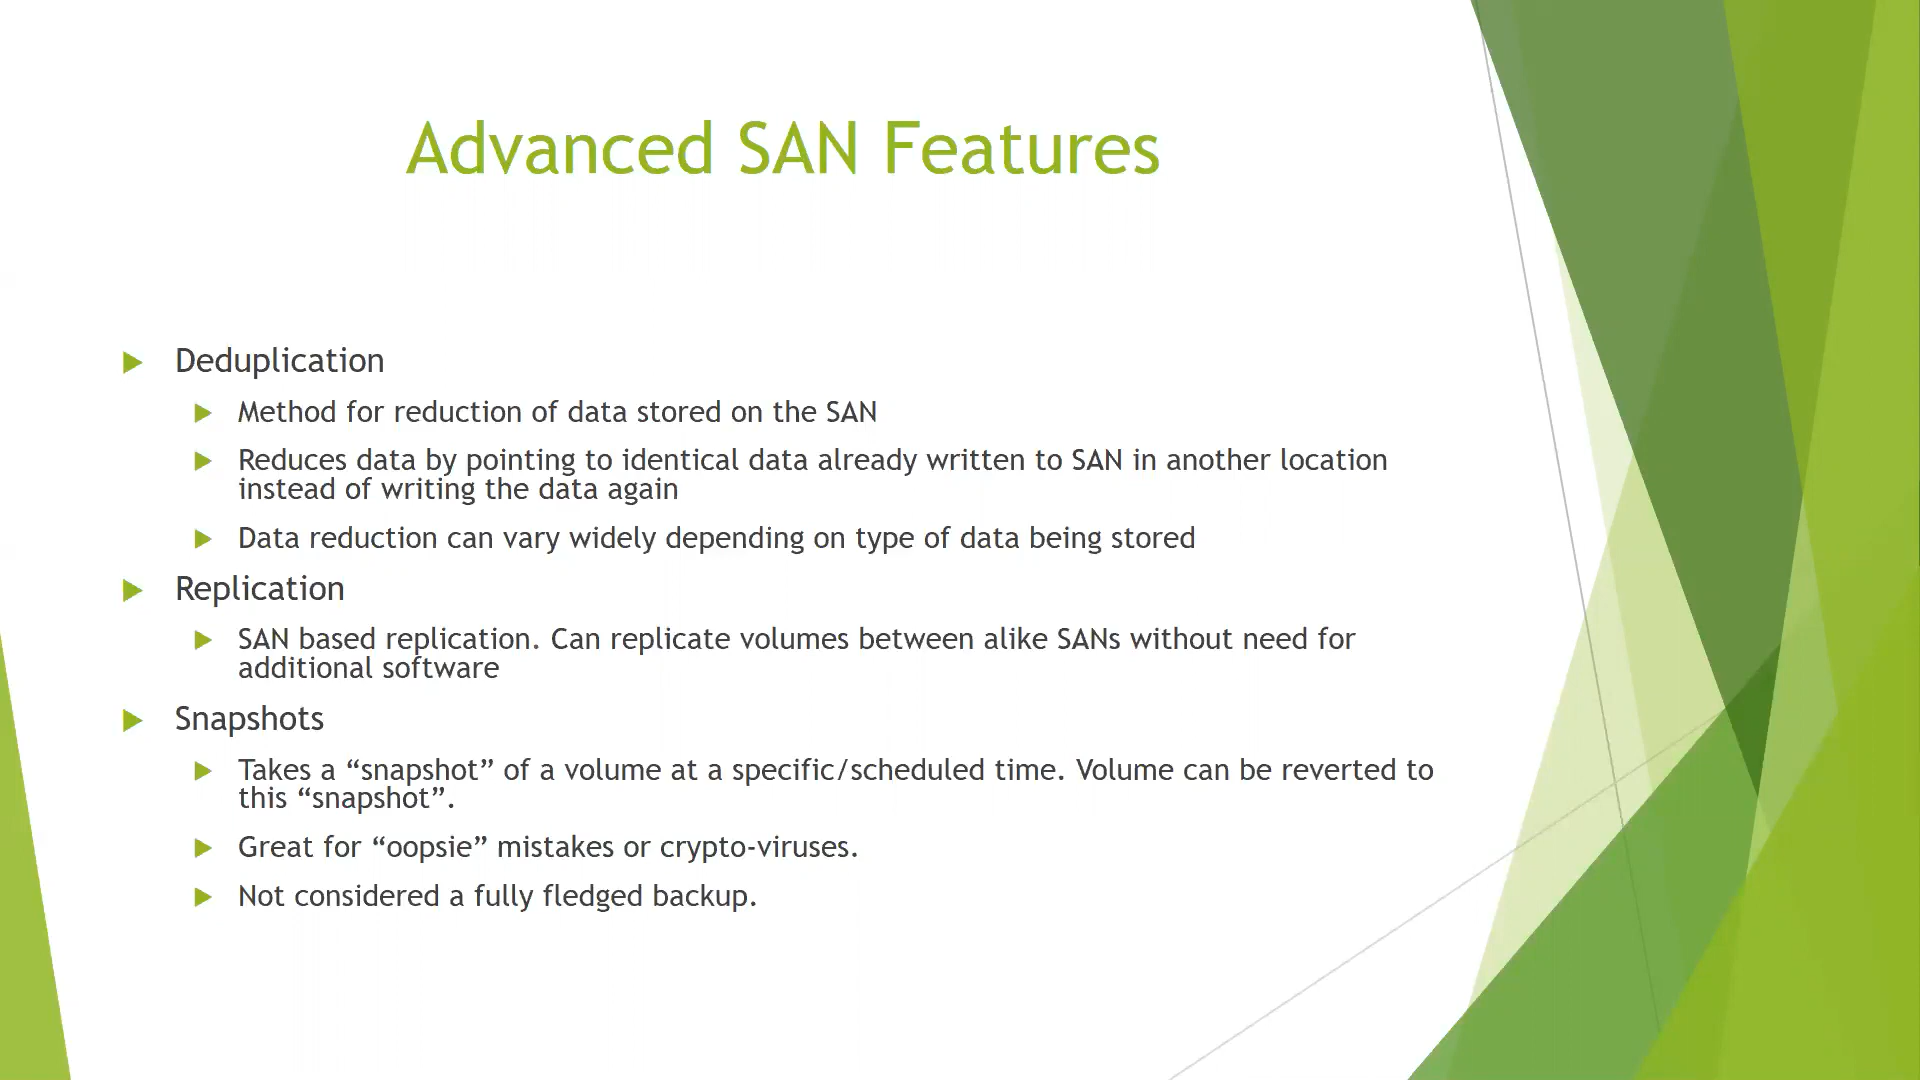 Advanced SAN Features
Deduplication
Method for reduction of data stored on the SAN
Reduces data by pointing to identical data already written to SAN in another location
instead of writing the data again
Data reduction can vary widely depending on type of data being stored
Replication
SAN based replication. Can replicate volumes between alike SANs without need for
additional software
Snapshots
Takes a “snapshot” of a volume at a specific/scheduled time. Volume can be reverted to
this “snapshot”.
Great for “oopsie” mistakes or crypto-viruses.
Not considered a fully fledged backup.